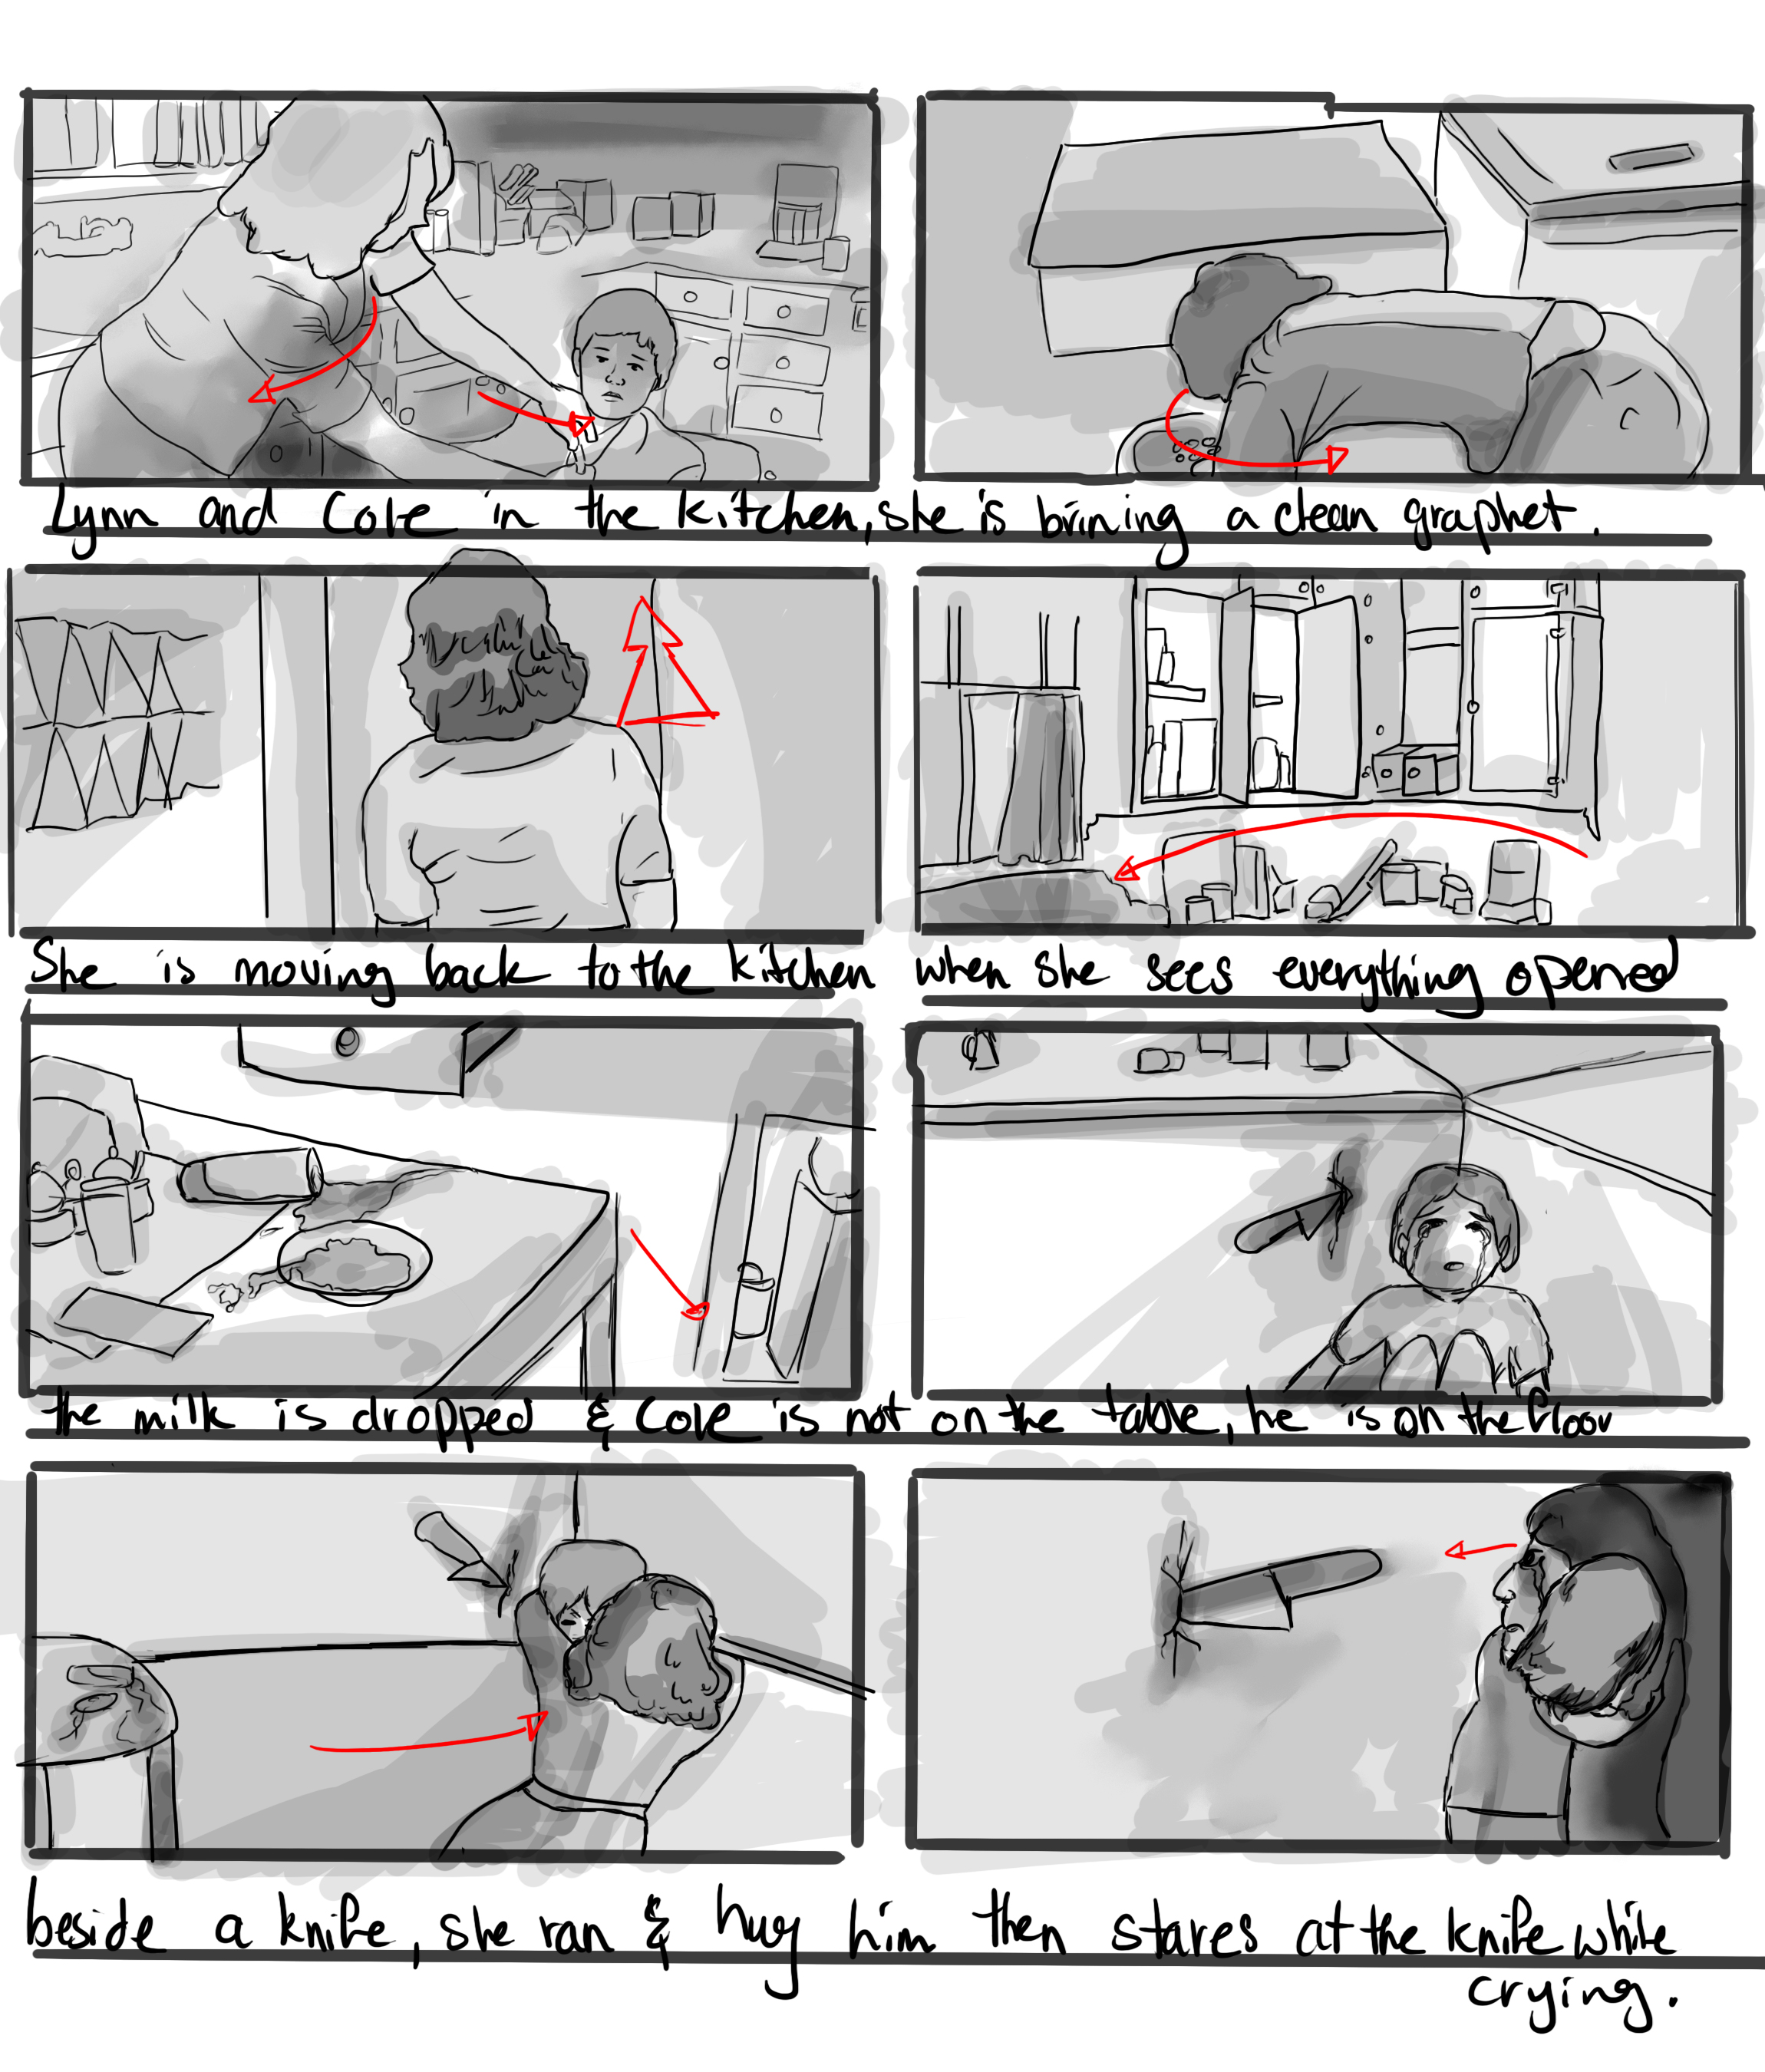 Lynn and Cole in the kitchen, she is brining a clean graphet.
She is moving back to the kitchen when she sees everything opened
the milk is dropped & Cole is not on the table, he is on the floor
beside a knife, she ran & hug him then stares at the knife while
crying.